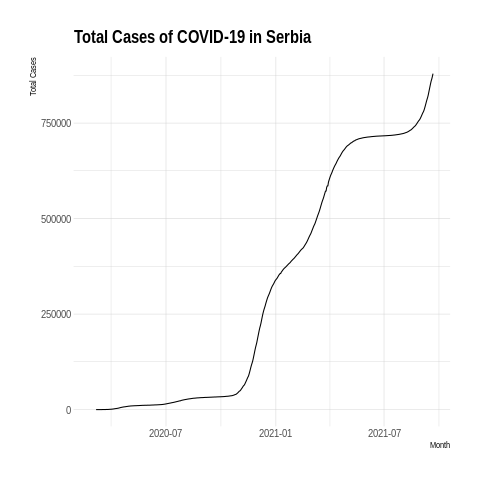 Total Cases of COVID-19 in Serbia
Total Cases
750000
500000
250000
0
2020-07
2021-01
2021-07
Month